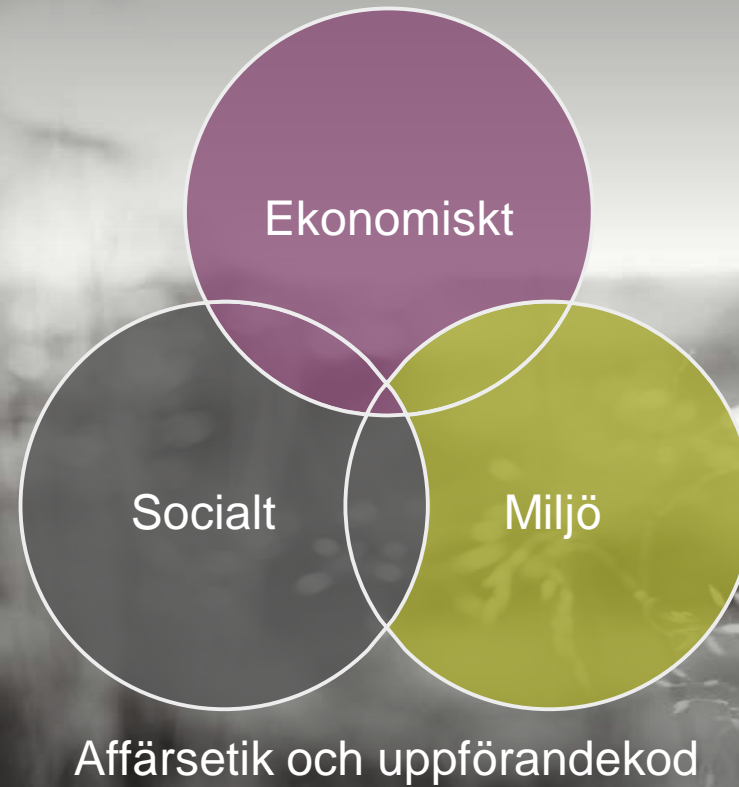 Ekonomiskt
Socialt
Miljö
Affärsetik och uppförandekod